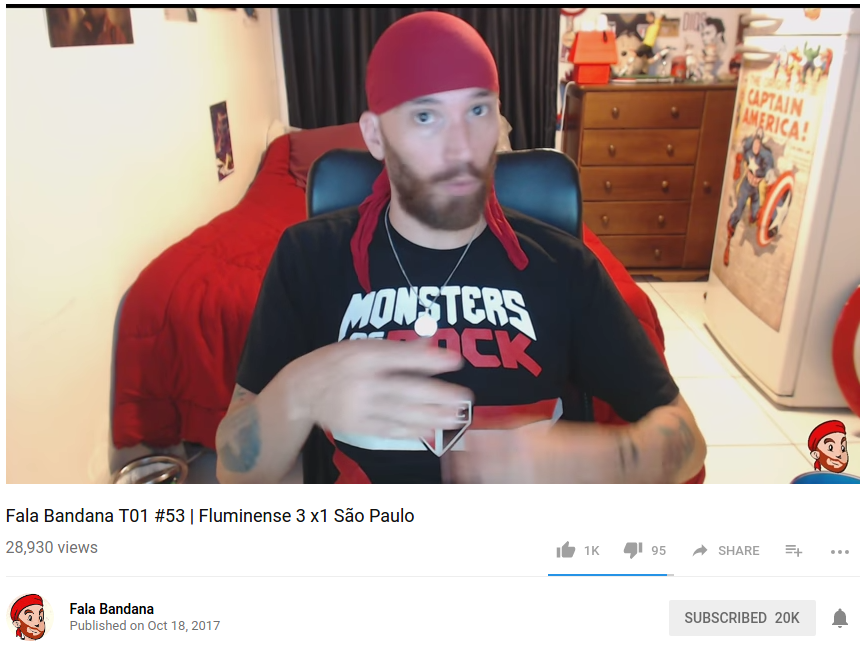 CAPTAIN
AMERICA!
MONSTERS
OF ROCK
Fala Bandana T01 #53 | Fluminense 3 x1 São Paulo
28,930 views
1K
95
SHARE
Fala Bandana
Published on Oct 18, 2017
SUBSCRIBED 20K